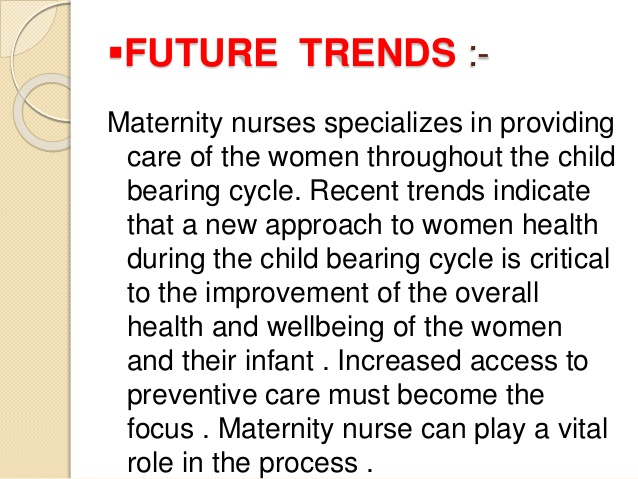 ▪FUTURE TRENDS :-
Maternity nurses specializes in providing
care of the women throughout the child
bearing cycle. Recent trends indicate
that a new approach to women health
during the child bearing cycle is critical
to the improvement of the overall
health and wellbeing of the women
and their infant . Increased access to
preventive care must become the
focus . Maternity nurse can play a vital
role in the process .